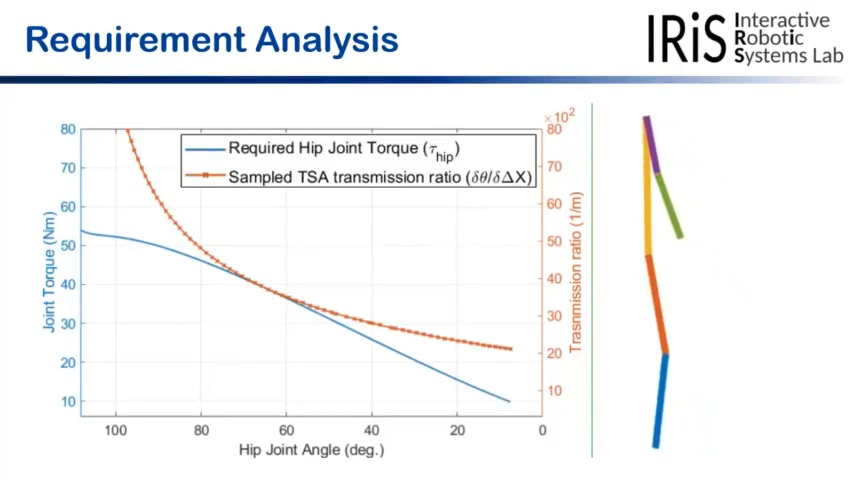 Requirement Analysis
IRiS Interactive
Robotic
Systems Lab
×10²
80
70
60
50
40
30
20
10
Joint Torque (Nm)
Required Hip Joint Torque (τhip)
Sampled TSA transmission ratio (δθ/δΔX)
80
70
60
50
40
30
20
10
Trasnmission ratio (1/m)
100 80 60 40 20 0
Hip Joint Angle (deg.)